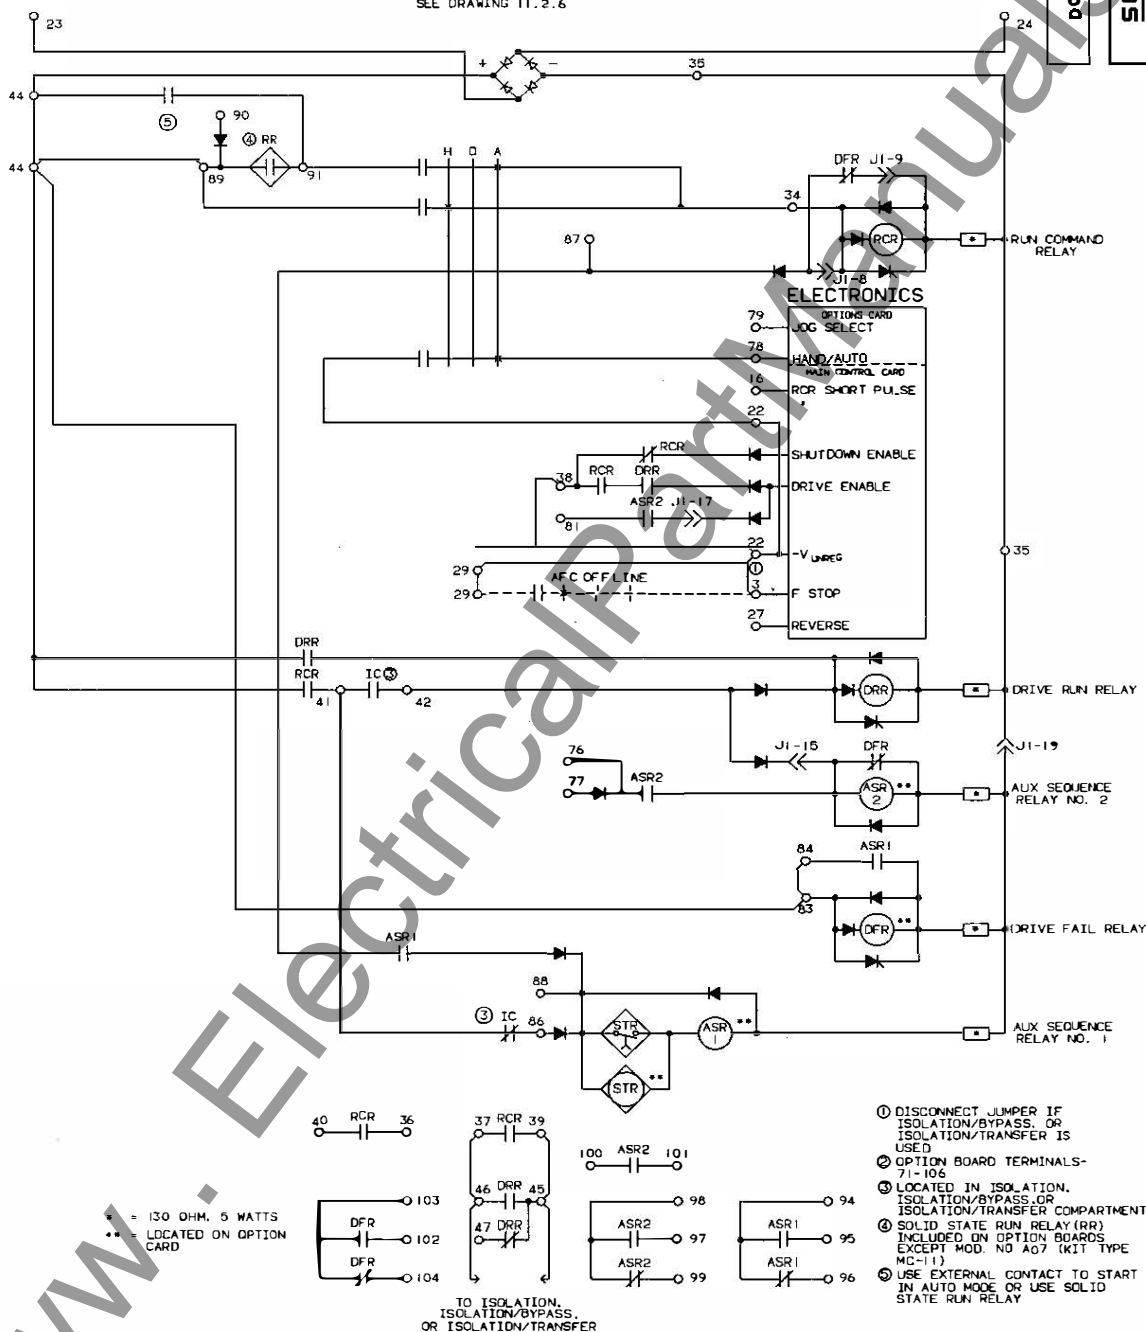 SEE DRAWING 11.2.6
23
24
35
+
-
44
5
90
4 RR
44
89
91
H O A
DFR J1-9
34
RCR
* RUN COMMAND
RELAY
87
J1-8
ELECTRONICS
OPTIONS CARD
79
JOG SELECT
78
HAND/AUTO
MAIN CONTROL CARD
16
RCR SHORT PULSE
22
RCR
SHUTDOWN ENABLE
38
RCR DRR
DRIVE ENABLE
ASR2 J1-17
81
22
-V UNREG
1
35
29
AFC OFFLINE
29
3
F STOP
27
REVERSE
DRR
RCR
IC 3
41
42
DRR
* DRIVE RUN RELAY
J1-15
DFR
J1-19
76
77
ASR2
ASR
2
**
* AUX SEQUENCE
RELAY NO. 2
84
ASR1
83
DFR
**
* DRIVE FAIL RELAY
ASR1
88
3 IC
86
STR
ASR
1
**
* AUX SEQUENCE
RELAY NO. 1
STR
**
40 RCR 36
37 RCR 39
100 ASR2 101
46 DRR 45
47 DRR
103
DFR
102
DFR
104
98
ASR2
97
ASR2
99
94
ASR1
95
ASR1
96
* = 130 OHM, 5 WATTS
** = LOCATED ON OPTION
CARD
TO ISOLATION,
ISOLATION/BYPASS,
OR ISOLATION/TRANSFER
1 DISCONNECT JUMPER IF
ISOLATION/BYPASS, OR
ISOLATION/TRANSFER IS
USED
2 OPTION BOARD TERMINALS-
71-106
3 LOCATED IN ISOLATION,
ISOLATION/BYPASS,OR
ISOLATION/TRANSFER COMPARTMENT
4 SOLID STATE RUN RELAY (RR)
INCLUDED ON OPTION BOARDS
EXCEPT MOD. NO A07 (KIT TYPE
MC-11)
5 USE EXTERNAL CONTACT TO START
IN AUTO MODE OR USE SOLID
STATE RUN RELAY
www.ElectricalPartManuals